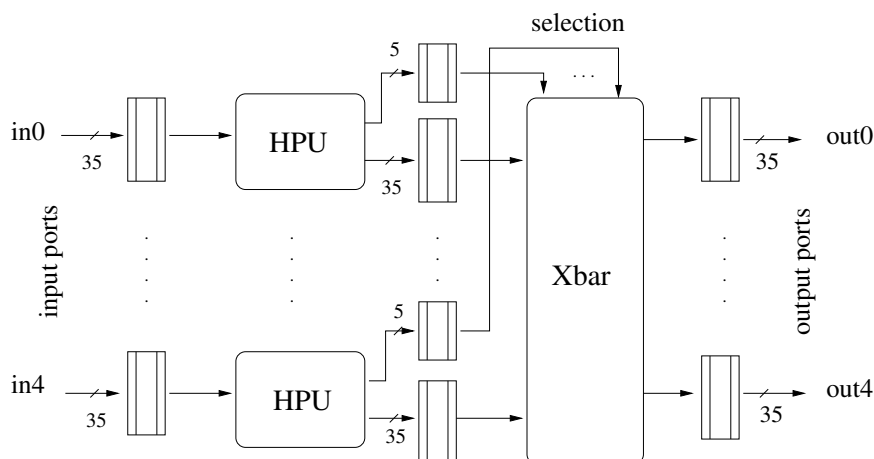 selection
5
. . .
in0
HPU
out0
35
35
35
input ports
Xbar
output ports
5
in4
HPU
out4
35
35
35